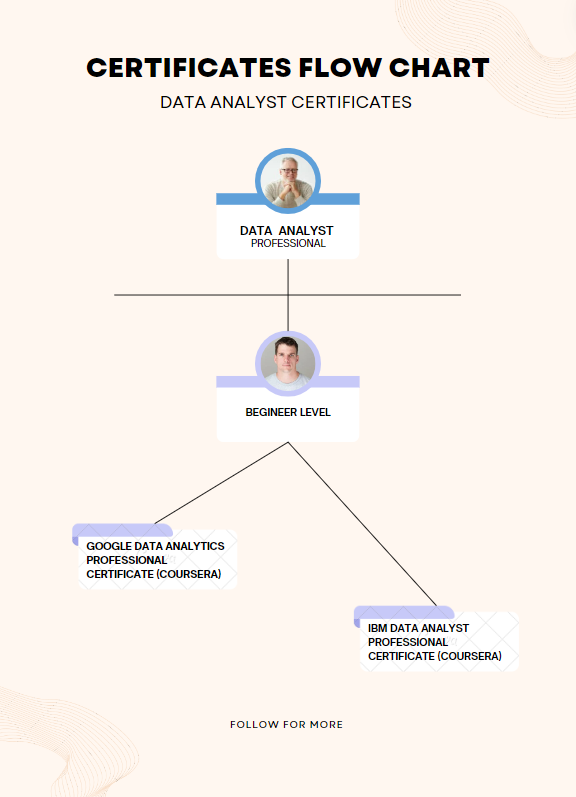 CERTIFICATES FLOW CHART
DATA ANALYST CERTIFICATES
DATA ANALYST
PROFESSIONAL
BEGINEER LEVEL
GOOGLE DATA ANALYTICS
PROFESSIONAL
CERTIFICATE (COURSERA)
IBM DATA ANALYST
PROFESSIONAL
CERTIFICATE (COURSERA)
FOLLOW FOR MORE